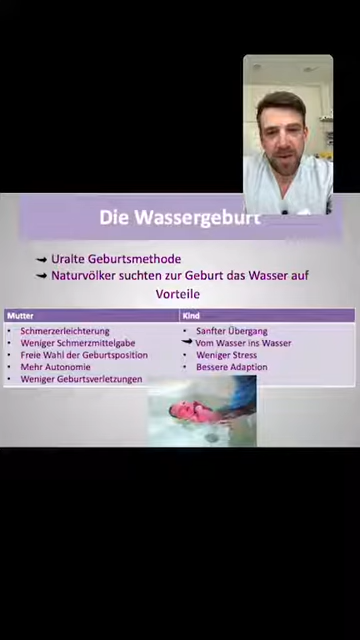 Die Wassergeburt
Uralte Geburtsmethode
Naturvölker suchten zur Geburt das Wasser auf
Vorteile
Mutter
Schmerzerleichterung
Weniger Schmerzmittelgabe
Freie Wahl der Geburtsposition
Mehr Autonomie
Weniger Geburtsverletzungen
Kind
Sanfter Übergang
Vom Wasser ins Wasser
Weniger Stress
Bessere Adaption